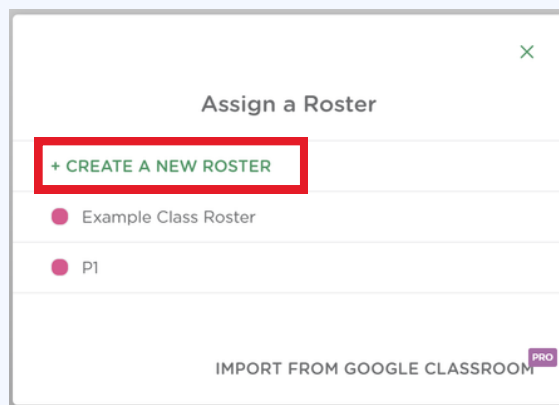 Assign a Roster
+ CREATE A NEW ROSTER
Example Class Roster
P1
PRO
IMPORT FROM GOOGLE CLASSROOM